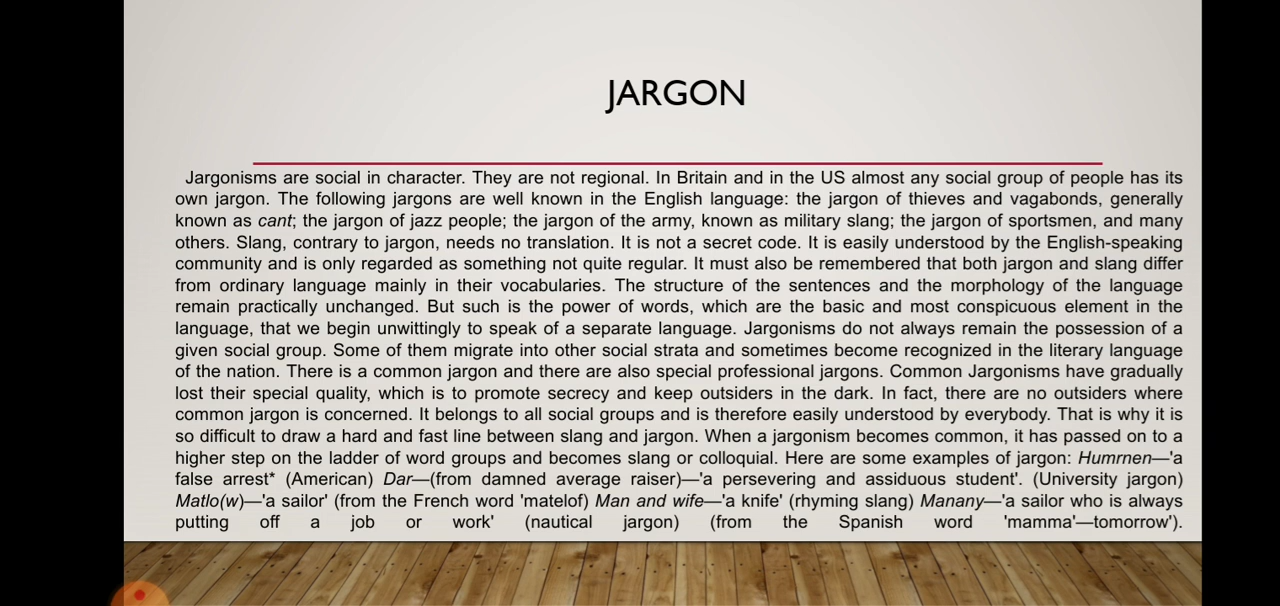 JARGON
Jargonisms are social in character. They are not regional. In Britain and in the US almost any social group of people has its
own jargon. The following jargons are well known in the English language: the jargon of thieves and vagabonds, generally
known as cant; the jargon of jazz people; the jargon of the army, known as military slang; the jargon of sportsmen, and many
others. Slang, contrary to jargon, needs no translation. It is not a secret code. It is easily understood by the English-speaking
community and is only regarded as something not quite regular. It must also be remembered that both jargon and slang differ
from ordinary language mainly in their vocabularies. The structure of the sentences and the morphology of the language
remain practically unchanged. But such is the power of words, which are the basic and most conspicuous element in the
language, that we begin unwittingly to speak of a separate language. Jargonisms do not always remain the possession of a
given social group. Some of them migrate into other social strata and sometimes become recognized in the literary language
of the nation. There is a common jargon and there are also special professional jargons. Common Jargonisms have gradually
lost their special quality, which is to promote secrecy and keep outsiders in the dark. In fact, there are no outsiders where
common jargon is concerned. It belongs to all social groups and is therefore easily understood by everybody. That is why it is
so difficult to draw a hard and fast line between slang and jargon. When a jargonism becomes common, it has passed on to a
higher step on the ladder of word groups and becomes slang or colloquial. Here are some examples of jargon: Humrnen—'a
false arrest* (American) Dar—(from damned average raiser)—'a persevering and assiduous student'. (University jargon)
Matlo(w)—'a sailor' (from the French word 'matelof) Man and wife—'a knife' (rhyming slang) Manany—'a sailor who is always
putting off a job or work' (nautical jargon) (from the Spanish word 'mamma'—tomorrow').